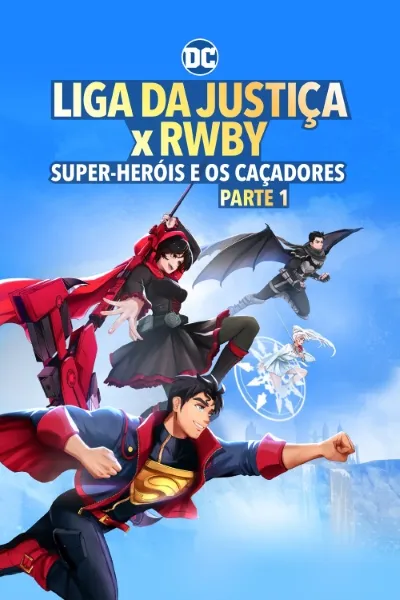 DC
LIGA DA JUSTIÇA
x RWBY
SUPER-HERÓIS E OS CAÇADORES
PARTE 1